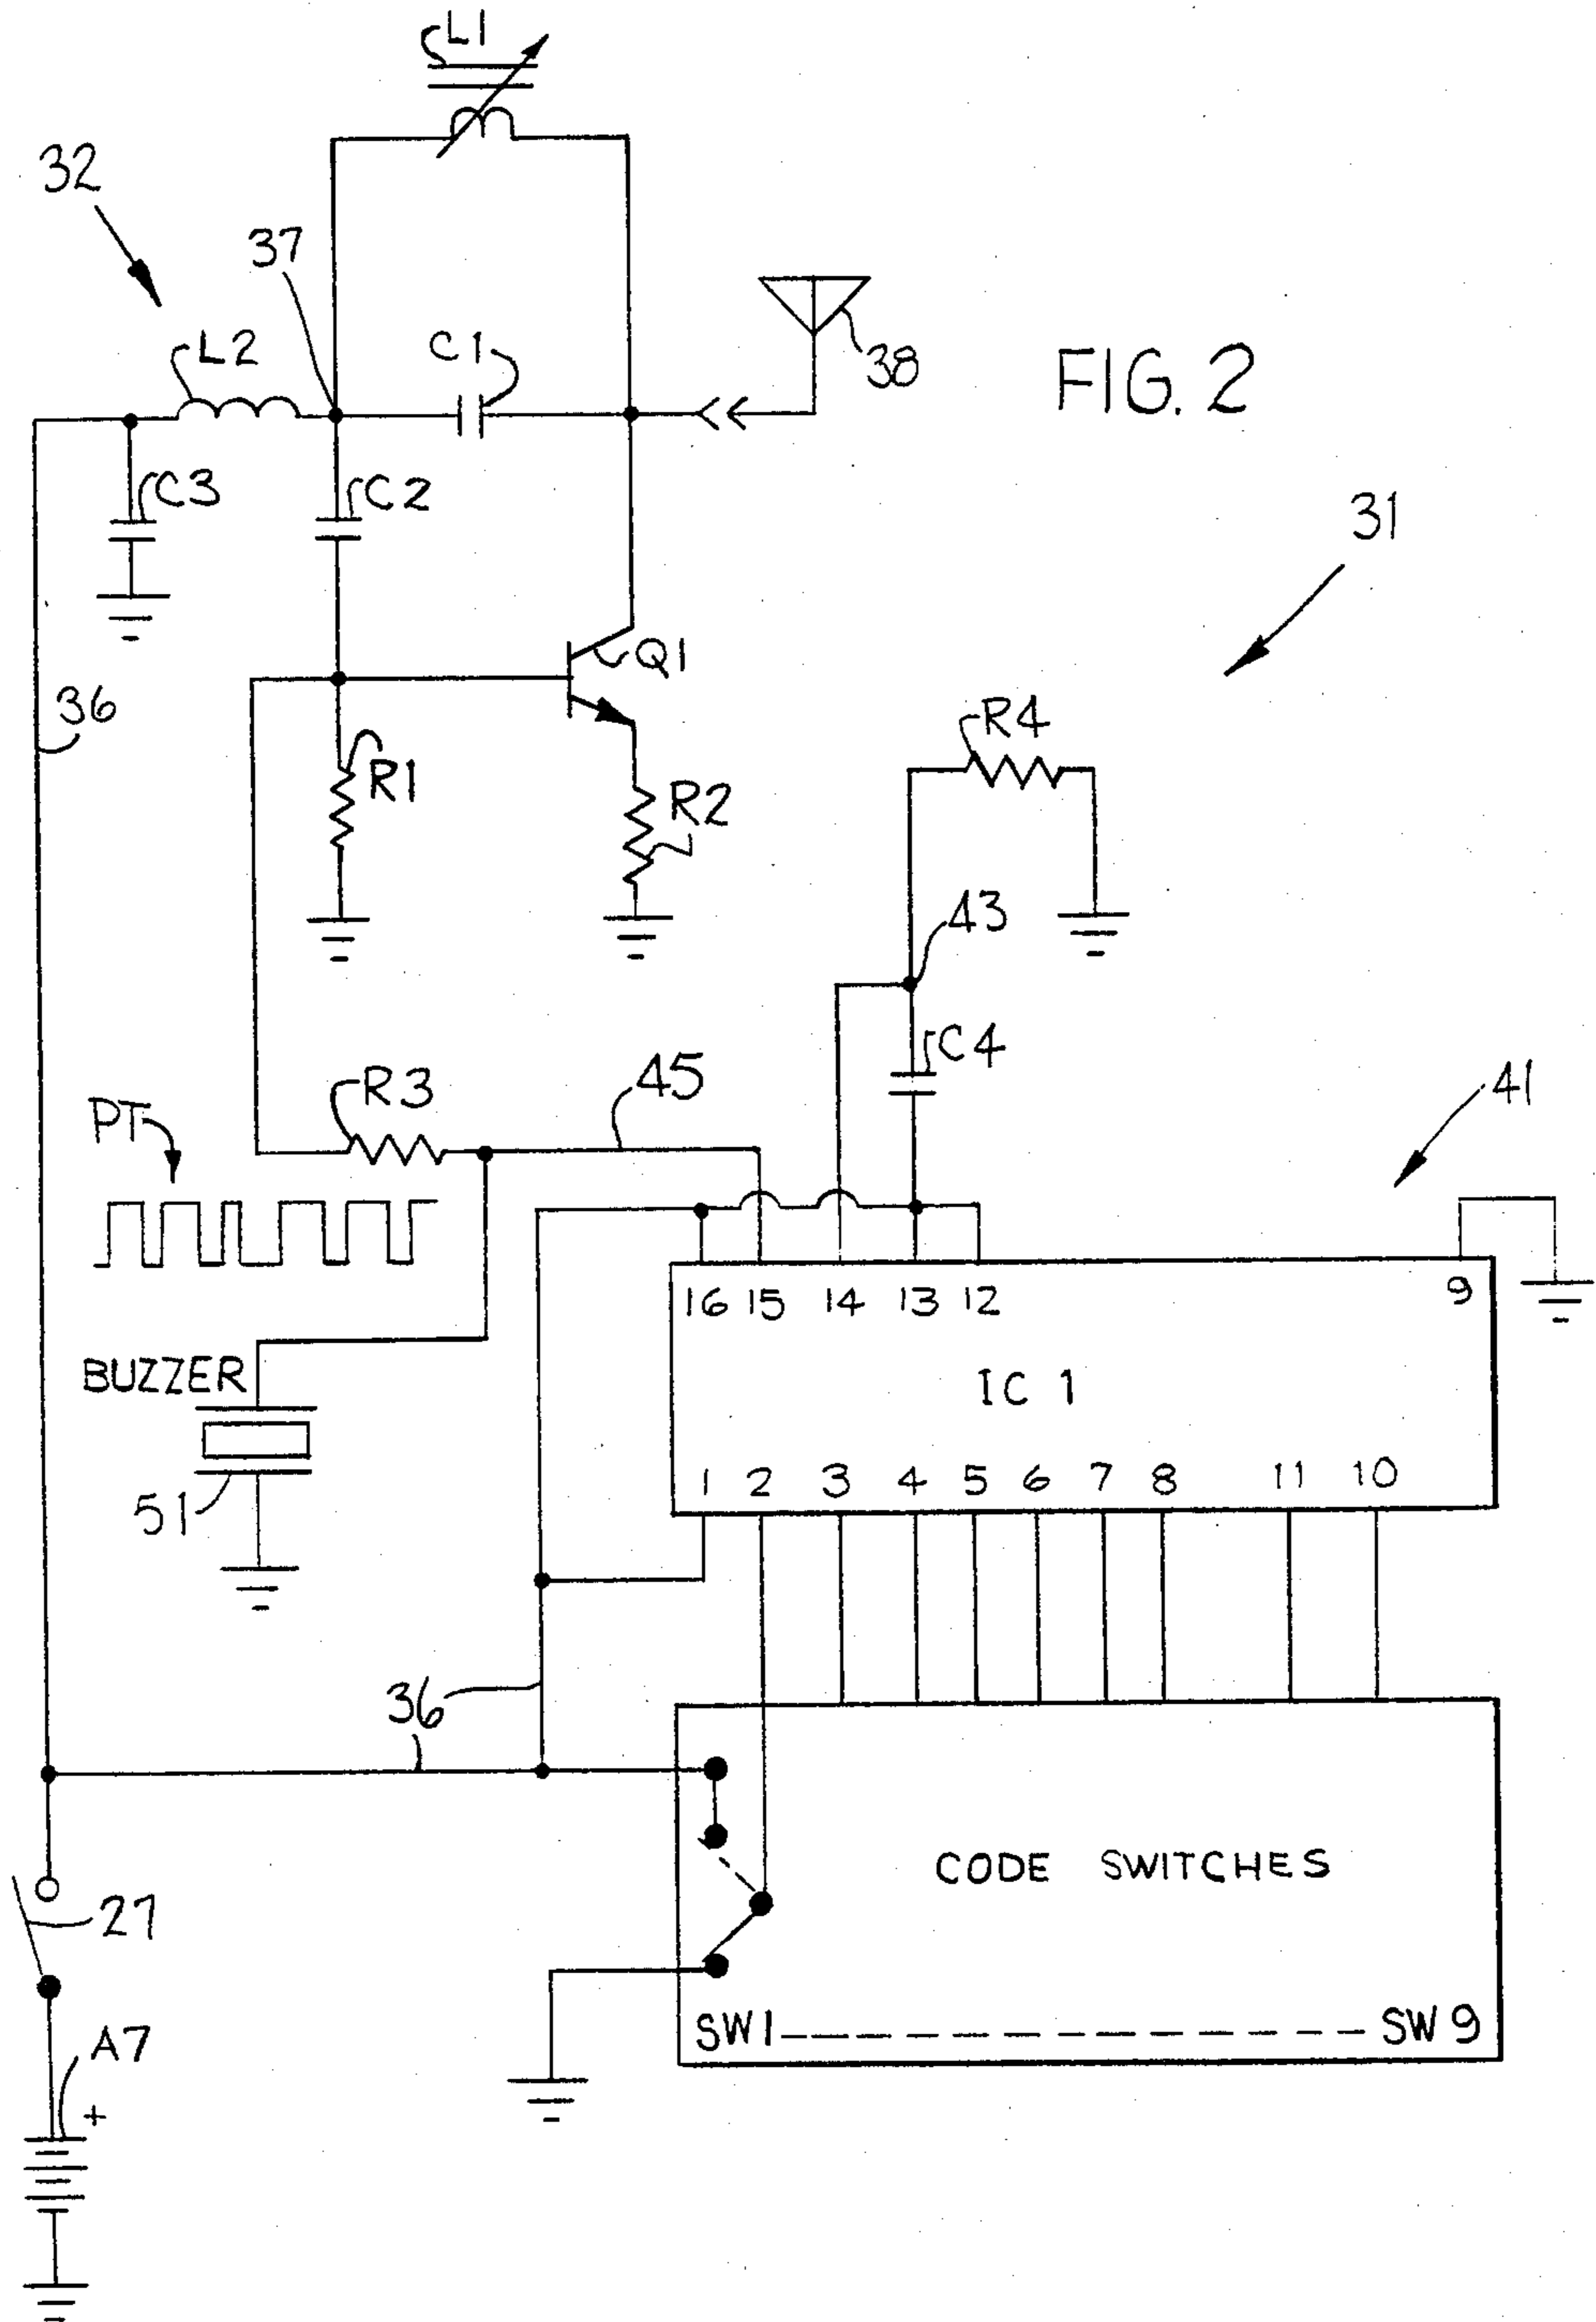 L1
32
37
L2
C1
38
FIG. 2
C3
C2
31
Q1
36
R4
R1
R2
43
C4
R3
45
41
PT
16 15 14 13 12 9
BUZZER
IC 1
1 2 3 4 5 6 7 8 11 10
51
36
CODE SWITCHES
27
SW1 SW9
A7
+